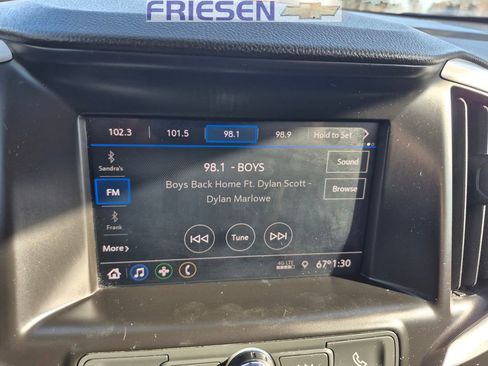 FRIESEN
102.3 101.5 98.1 98.9 Hold to Set
Sandra's
98.1 - BOYS
Sound
FM
Boys Back Home Ft. Dylan Scott -
Browse
Dylan Marlowe
Frank
Tune
More
4G LTE
67° 1:30